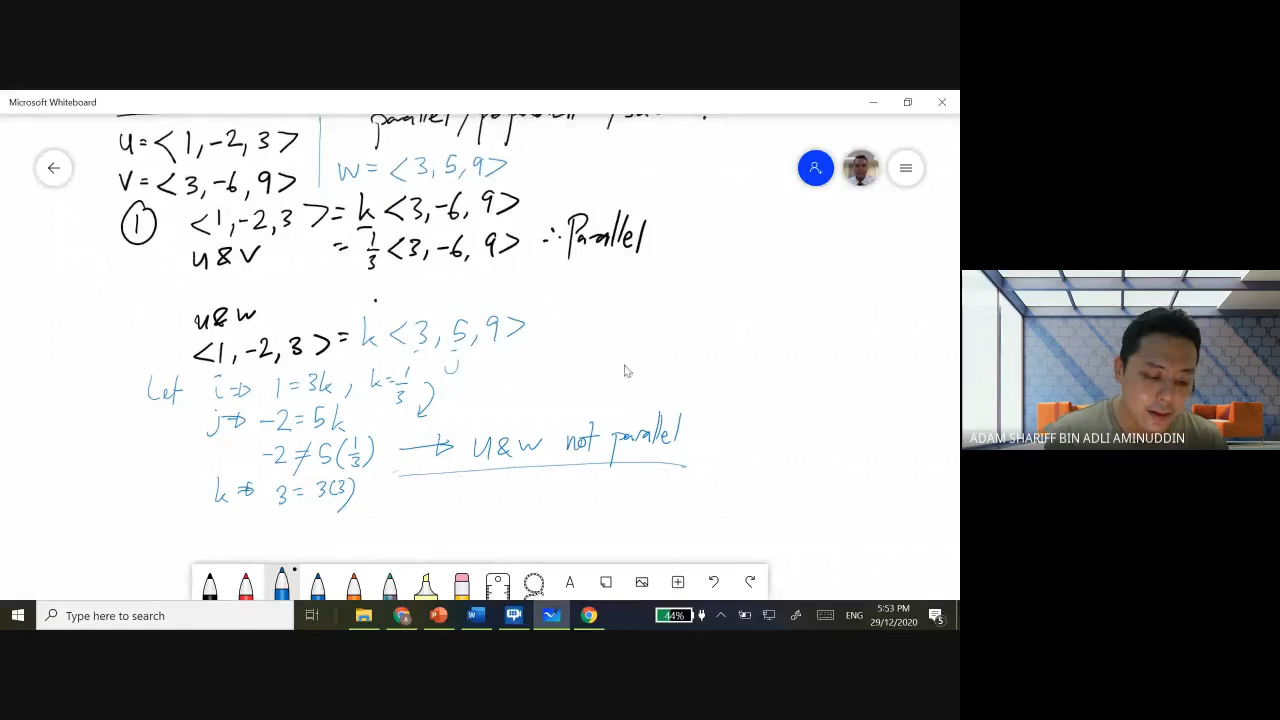 Microsoft Whiteboard
parallel /
u = < 1, -2, 3 >
w = < 3, 5, 9 >
v = < 3, -6, 9 >
① < 1, -2, 3 > = k < 3, -6, 9 >
u & v = 1/3 < 3, -6, 9 > ∴ Parallel
u & w
< 1, -2, 3 > = k < 3, 5, 9 >
Let i ⇒ 1 = 3k, k = 1/3
j ⇒ -2 = 5k
-2 ≠ 5(1/3) → u & w not parallel
k ⇒ 3 = 3(3)
ADAM SHARIFF BIN ADLI AMINUDDIN
Type here to search
44%
ENG
5:53 PM
29/12/2020
5